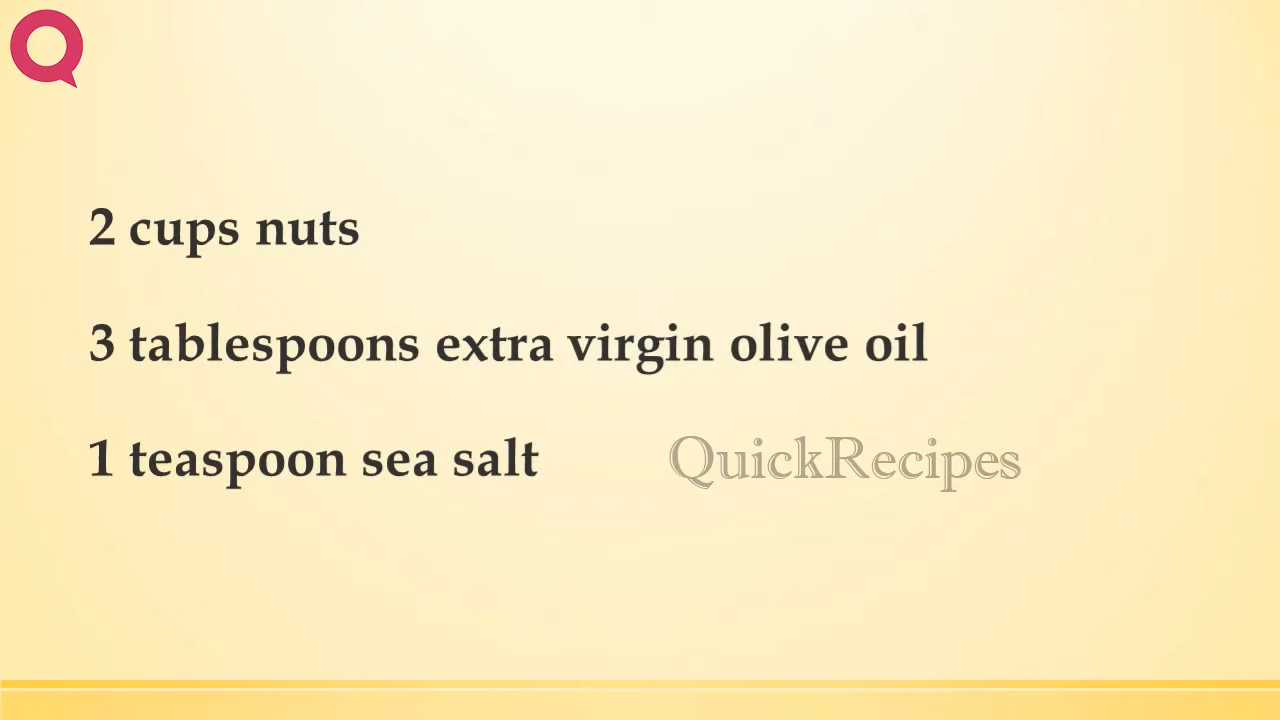 2 cups nuts
3 tablespoons extra virgin olive oil
1 teaspoon sea salt
QuickRecipes